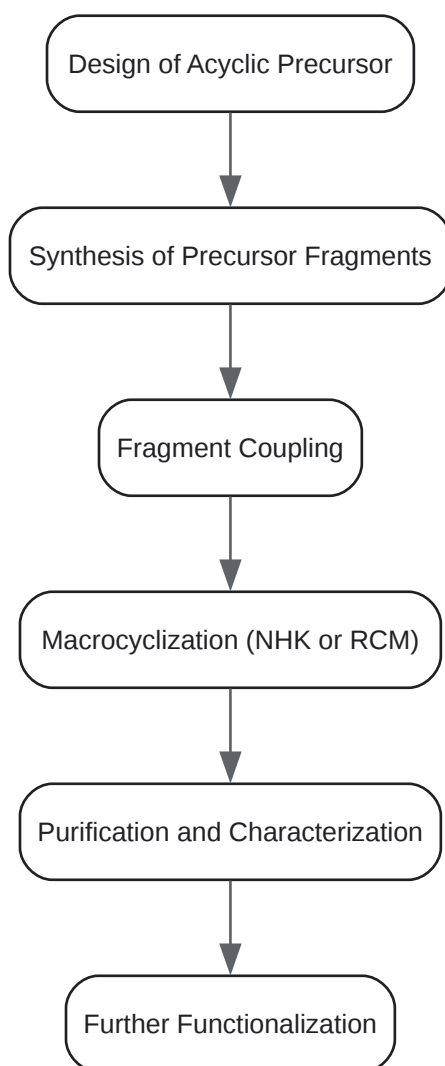 Design of Acyclic Precursor
Synthesis of Precursor Fragments
Fragment Coupling
Macrocyclization (NHK or RCM)
Purification and Characterization
Further Functionalization